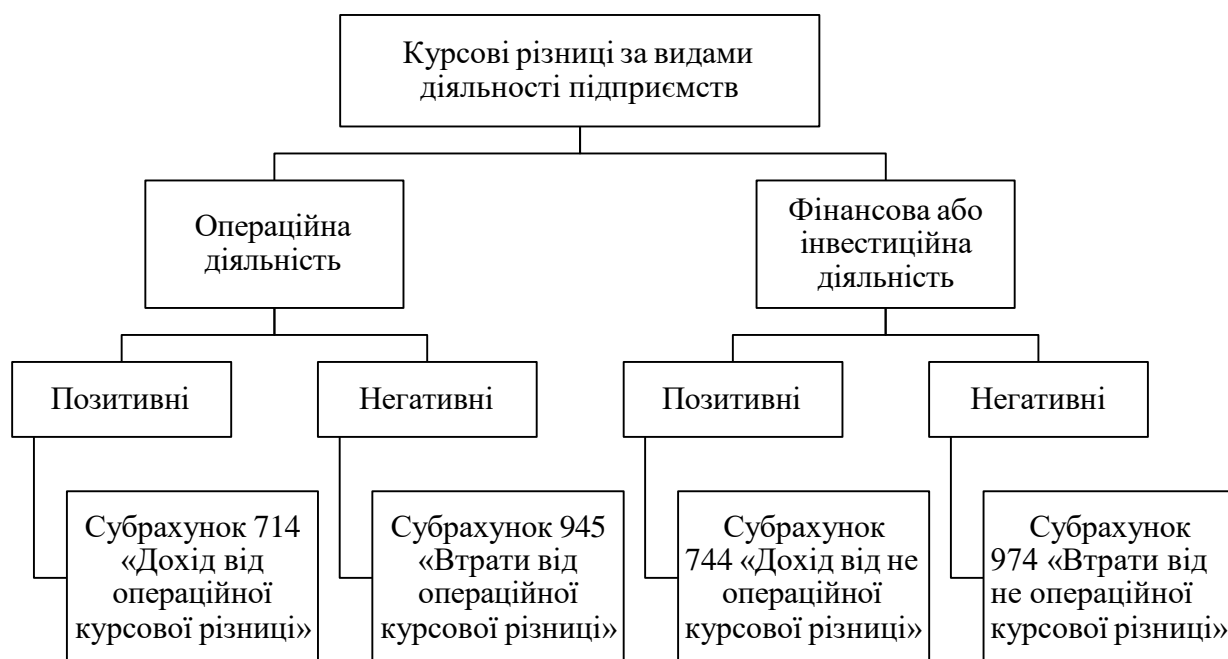 Курсові різниці за видами
діяльності підприємств
Операційна
діяльність
Фінансова або
інвестиційна
діяльність
Позитивні
Негативні
Позитивні
Негативні
Субрахунок 714
«Дохід від
операційної
курсової різниці»
Субрахунок 945
«Втрати від
операційної
курсової різниці»
Субрахунок
744 «Дохід від не
операційної
курсової різниці»
Субрахунок
974 «Втрати від
не операційної
курсової різниці»